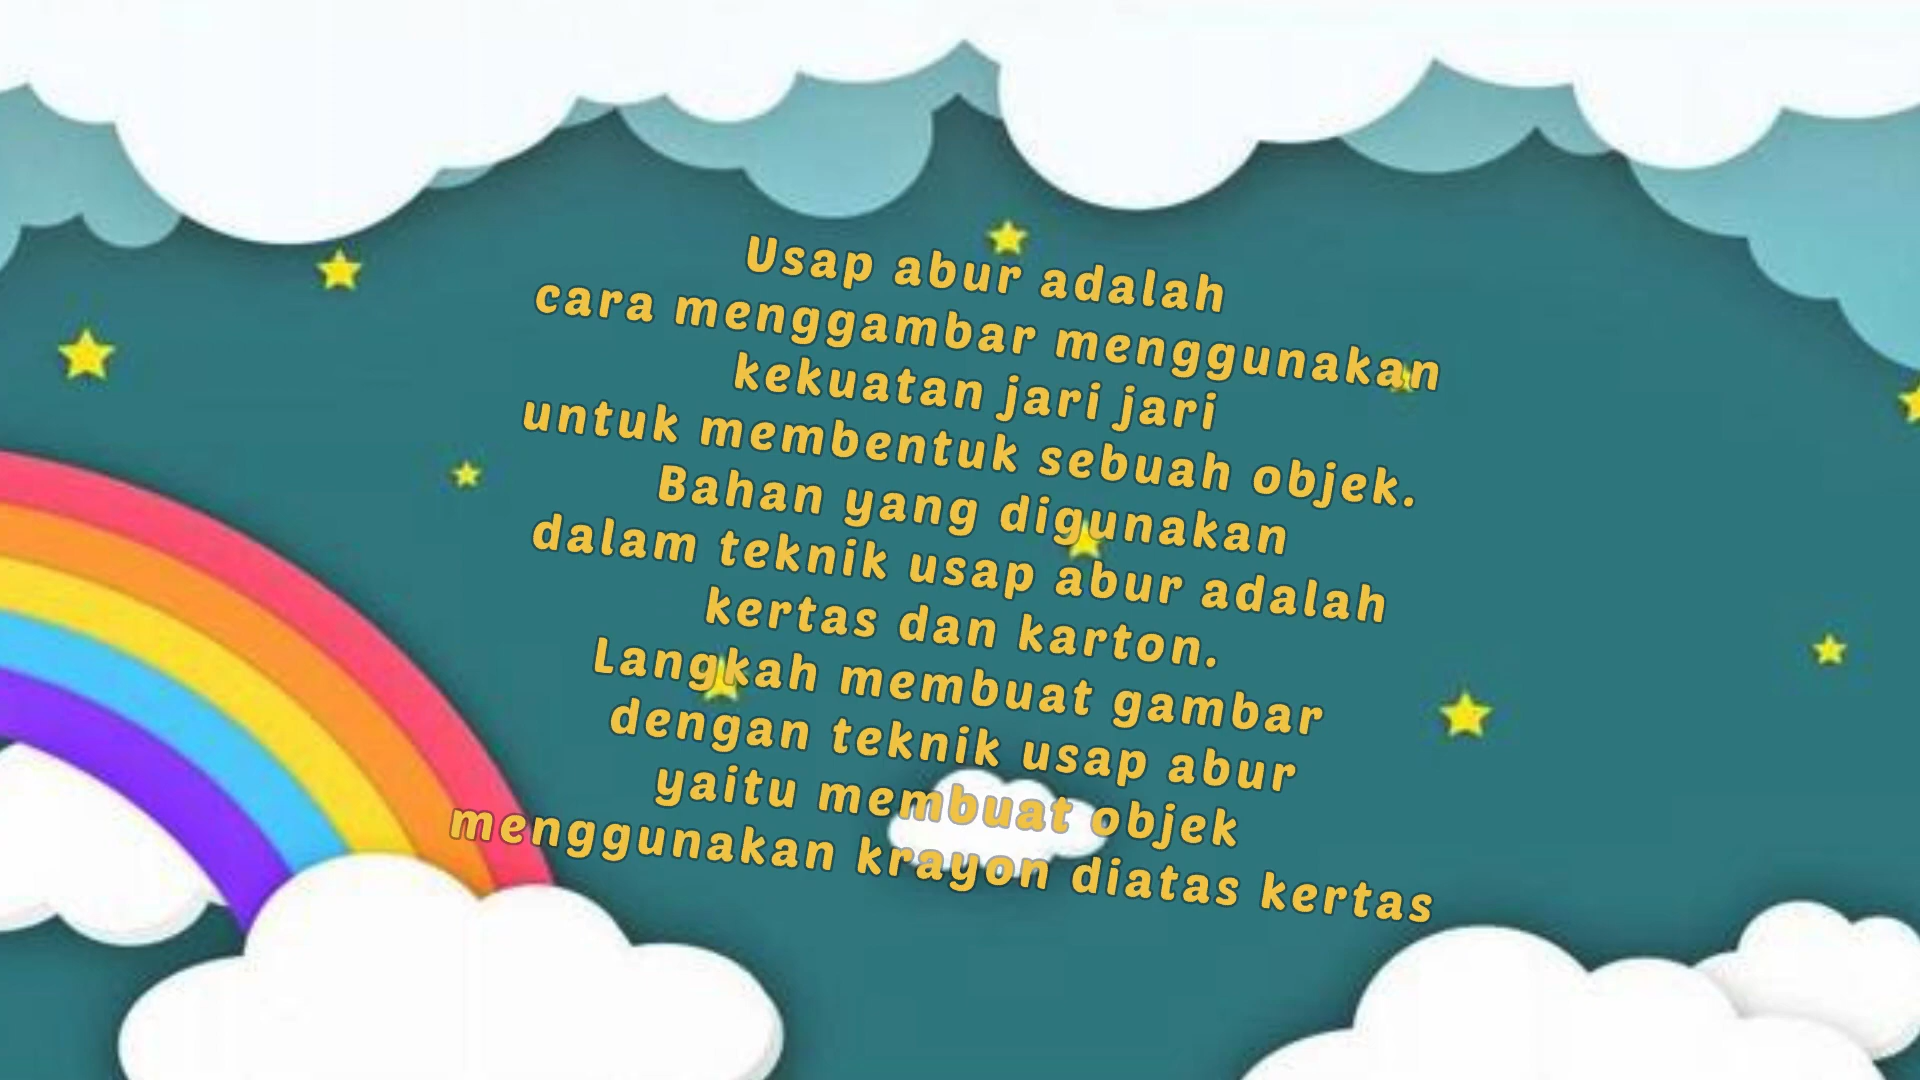 Usap abur adalah
cara menggambar menggunakan
kekuatan jari jari
untuk membentuk sebuah objek.
Bahan yang digunakan
dalam teknik usap abur adalah
kertas dan karton.
Langkah membuat gambar
dengan teknik usap abur
yaitu membuat objek
menggunakan krayon diatas kertas